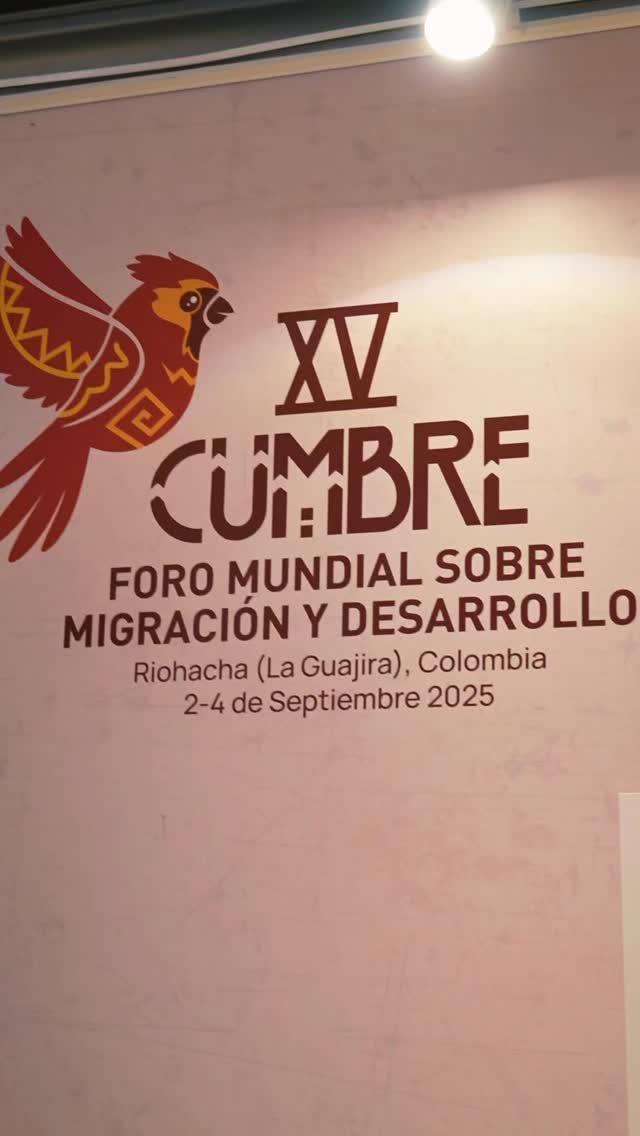 XV
CUMBRE
FORO MUNDIAL SOBRE
MIGRACIÓN Y DESARROLLO
Riohacha (La Guajira), Colombia
2-4 de Septiembre 2025